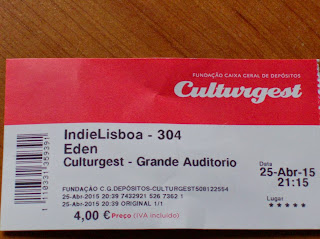 FUNDAÇÃO CAIXA GERAL DE DEPÓSITOS
Culturgest
IndieLisboa - 304
Eden
Culturgest - Grande Auditorio
Data
25-Abr-15
21:15
FUNDAÇÃO C.G.DEPÓSITOS-CULTURGEST508122554
25-Abr-2015 20:39 7432921 526 7362.1
25-Abr-2015 20:39 ORIGINAL 1/1
Lugar
*****
4,00 € Preço (IVA incluído)
1110331359391